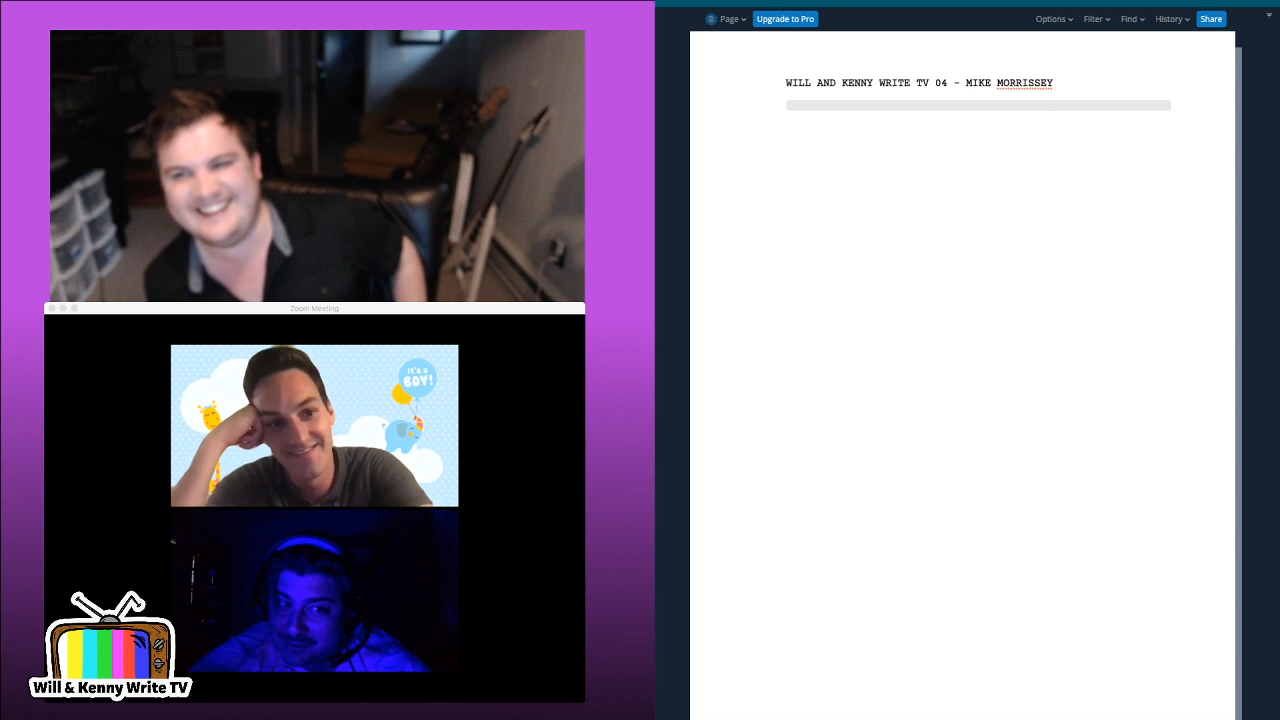 Page
Upgrade to Pro
Options
Filter
Find
History
Share
WILL AND KENNY WRITE TV 04 - MIKE MORRISSEY
Zoom Meeting
IT'S A
BOY!
Will & Kenny Write TV